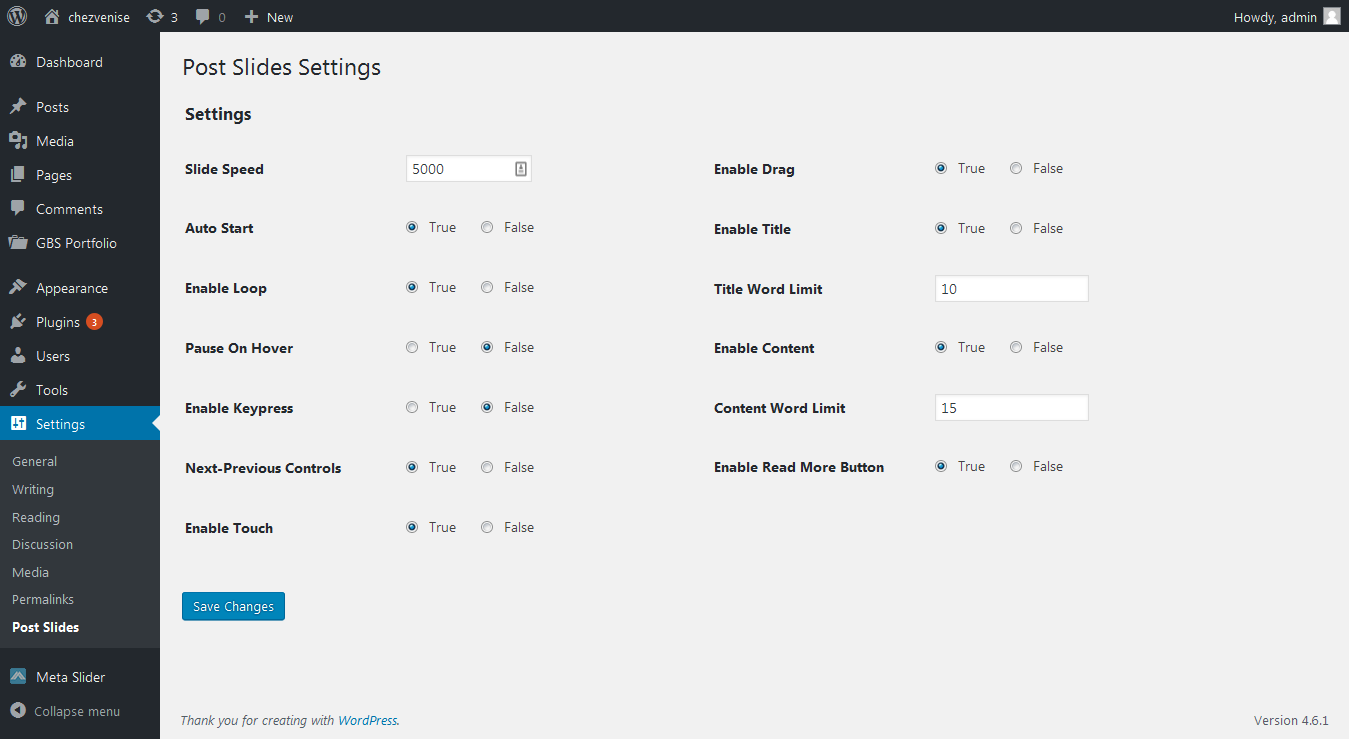 chezvenise 3 0 New Howdy, admin
Dashboard
Posts
Media
Pages
Comments
GBS Portfolio
Appearance
Plugins 3
Users
Tools
Settings
General
Writing
Reading
Discussion
Media
Permalinks
Post Slides
Meta Slider
Collapse menu
Post Slides Settings
Settings
Slide Speed 5000
Auto Start True False
Enable Loop True False
Pause On Hover True False
Enable Keypress True False
Next-Previous Controls True False
Enable Touch True False
Enable Drag True False
Enable Title True False
Title Word Limit 10
Enable Content True False
Content Word Limit 15
Enable Read More Button True False
Save Changes
Thank you for creating with WordPress.
Version 4.6.1